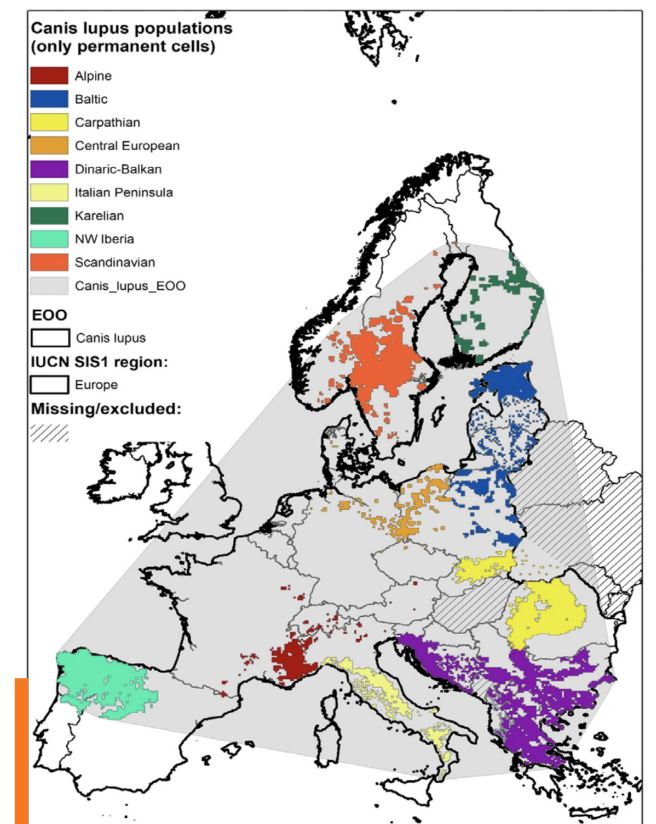 Canis lupus populations
(only permanent cells)
Alpine
Baltic
Carpathian
Central European
Dinaric-Balkan
Italian Peninsula
Karelian
NW Iberia
Scandinavian
Canis_lupus_EOO
EOO
Canis lupus
IUCN SIS1 region:
Europe
Missing/excluded: